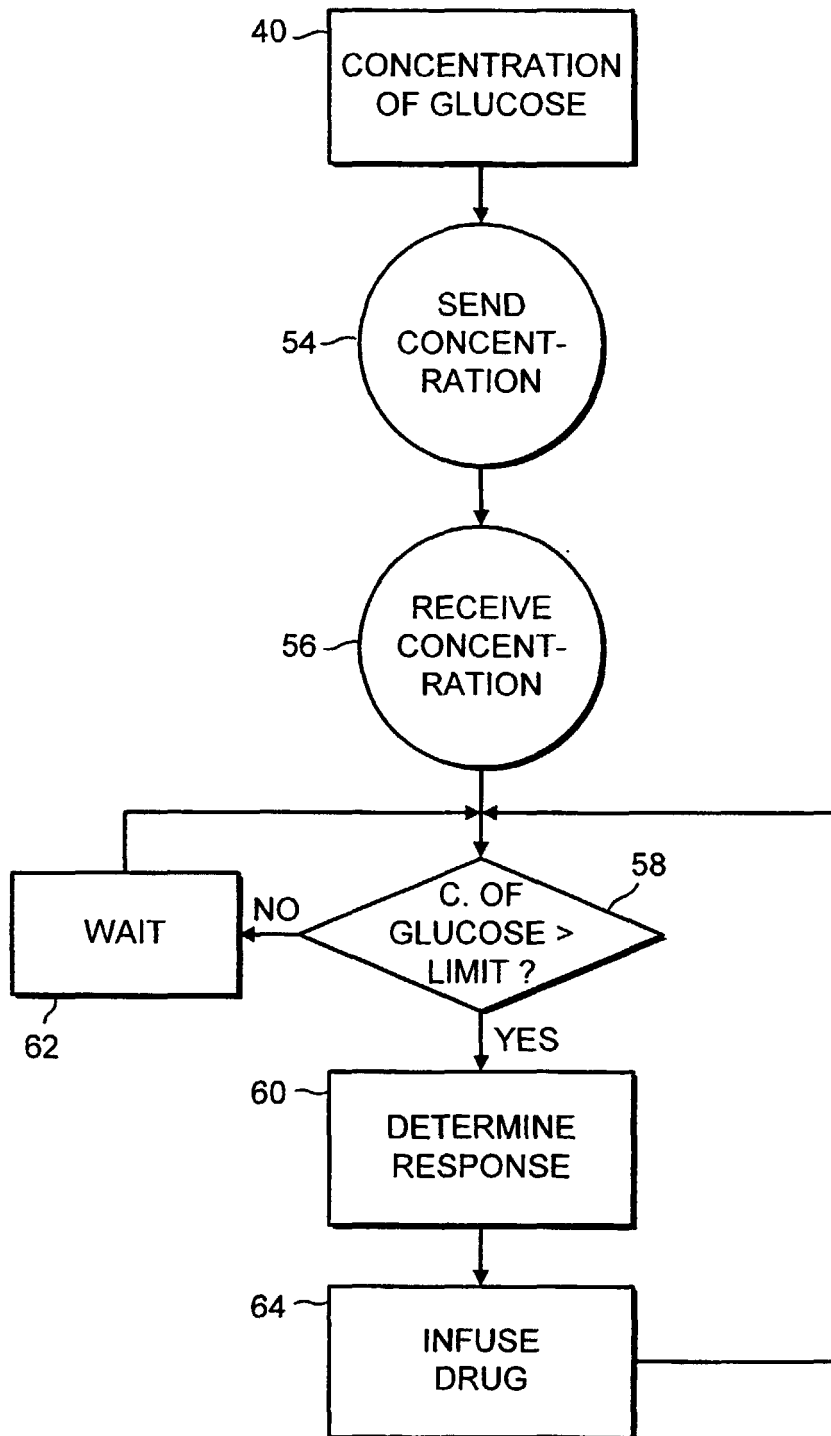 40
CONCENTRATION
OF GLUCOSE
54
SEND
CONCENT-
RATION
56
RECEIVE
CONCENT-
RATION
58
C. OF
GLUCOSE >
LIMIT ?
NO
WAIT
62
YES
60
DETERMINE
RESPONSE
64
INFUSE
DRUG